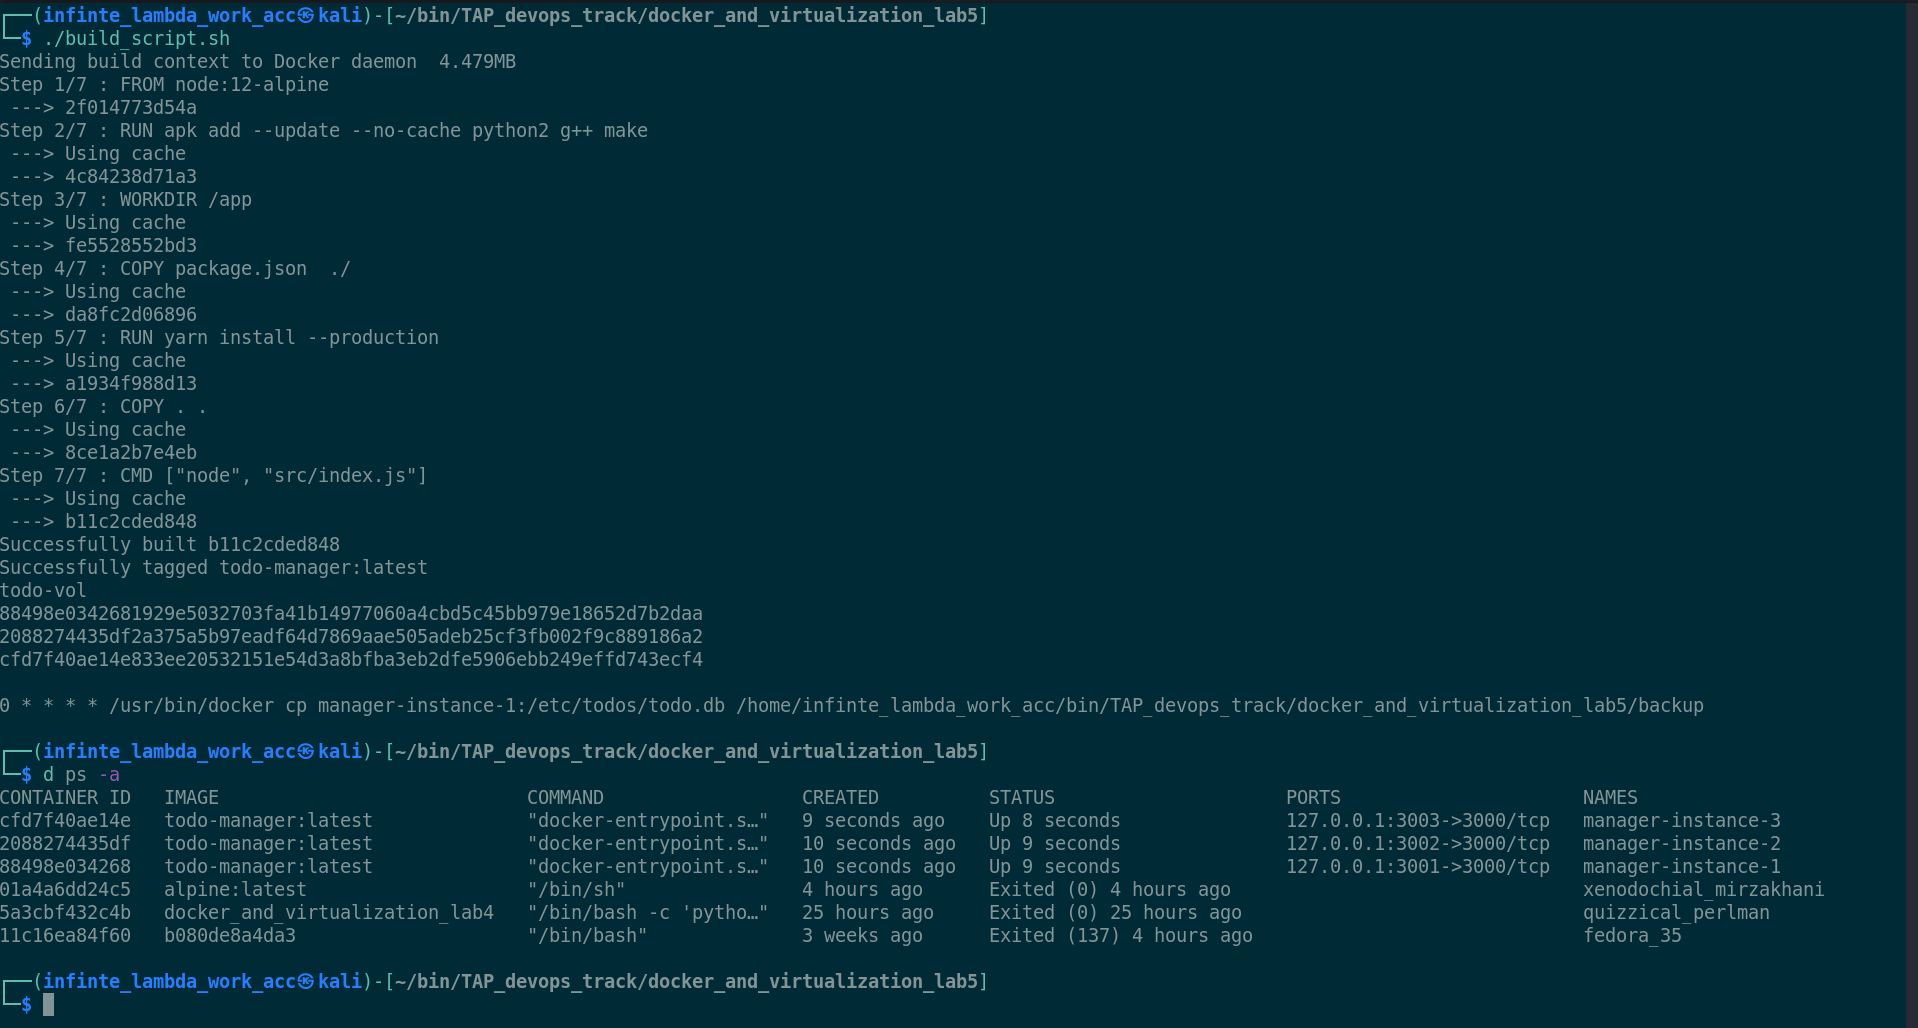 ┌──(infinte_lambda_work_acc㉿kali)-[~/bin/TAP_devops_track/docker_and_virtualization_lab5]
└─$ ./build_script.sh
Sending build context to Docker daemon  4.479MB
Step 1/7 : FROM node:12-alpine
 ---> 2f014773d54a
Step 2/7 : RUN apk add --update --no-cache python2 g++ make
 ---> Using cache
 ---> 4c84238d71a3
Step 3/7 : WORKDIR /app
 ---> Using cache
 ---> fe5528552bd3
Step 4/7 : COPY package.json  ./
 ---> Using cache
 ---> da8fc2d06896
Step 5/7 : RUN yarn install --production
 ---> Using cache
 ---> a1934f988d13
Step 6/7 : COPY . .
 ---> Using cache
 ---> 8ce1a2b7e4eb
Step 7/7 : CMD ["node", "src/index.js"]
 ---> Using cache
 ---> b11c2cded848
Successfully built b11c2cded848
Successfully tagged todo-manager:latest
todo-vol
88498e0342681929e5032703fa41b14977060a4cbd5c45bb979e18652d7b2daa
2088274435df2a375a5b97eadf64d7869aae505adeb25cf3fb002f9c889186a2
cfd7f40ae14e833ee20532151e54d3a8bfba3eb2dfe5906ebb249effd743ecf4

0 * * * * /usr/bin/docker cp manager-instance-1:/etc/todos/todo.db /home/infinte_lambda_work_acc/bin/TAP_devops_track/docker_and_virtualization_lab5/backup

┌──(infinte_lambda_work_acc㉿kali)-[~/bin/TAP_devops_track/docker_and_virtualization_lab5]
└─$ d ps -a
CONTAINER ID   IMAGE                            COMMAND                  CREATED          STATUS                     PORTS                      NAMES
cfd7f40ae14e   todo-manager:latest              "docker-entrypoint.s…"   9 seconds ago    Up 8 seconds               127.0.0.1:3003->3000/tcp   manager-instance-3
2088274435df   todo-manager:latest              "docker-entrypoint.s…"   10 seconds ago   Up 9 seconds               127.0.0.1:3002->3000/tcp   manager-instance-2
88498e034268   todo-manager:latest              "docker-entrypoint.s…"   10 seconds ago   Up 9 seconds               127.0.0.1:3001->3000/tcp   manager-instance-1
01a4a6dd24c5   alpine:latest                    "/bin/sh"                4 hours ago      Exited (0) 4 hours ago                                xenodochial_mirzakhani
5a3cbf432c4b   docker_and_virtualization_lab4   "/bin/bash -c 'pytho…"   25 hours ago     Exited (0) 25 hours ago                               quizzical_perlman
11c16ea84f60   b080de8a4da3                     "/bin/bash"              3 weeks ago      Exited (137) 4 hours ago                              fedora_35

┌──(infinte_lambda_work_acc㉿kali)-[~/bin/TAP_devops_track/docker_and_virtualization_lab5]
└─$